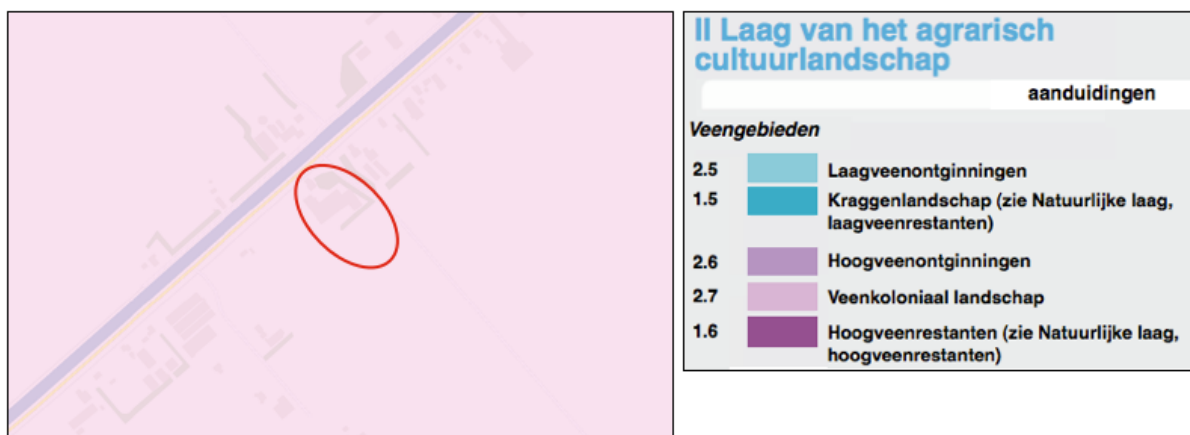 II Laag van het agrarisch
cultuurlandschap
aanduidingen
Veengebieden
2.5 Laagveenontginningen
1.5 Kraggenlandschap (zie Natuurlijke laag,
laagveenrestanten)
2.6 Hoogveenontginningen
2.7 Veenkoloniaal landschap
1.6 Hoogveenrestanten (zie Natuurlijke laag,
hoogveenrestanten)